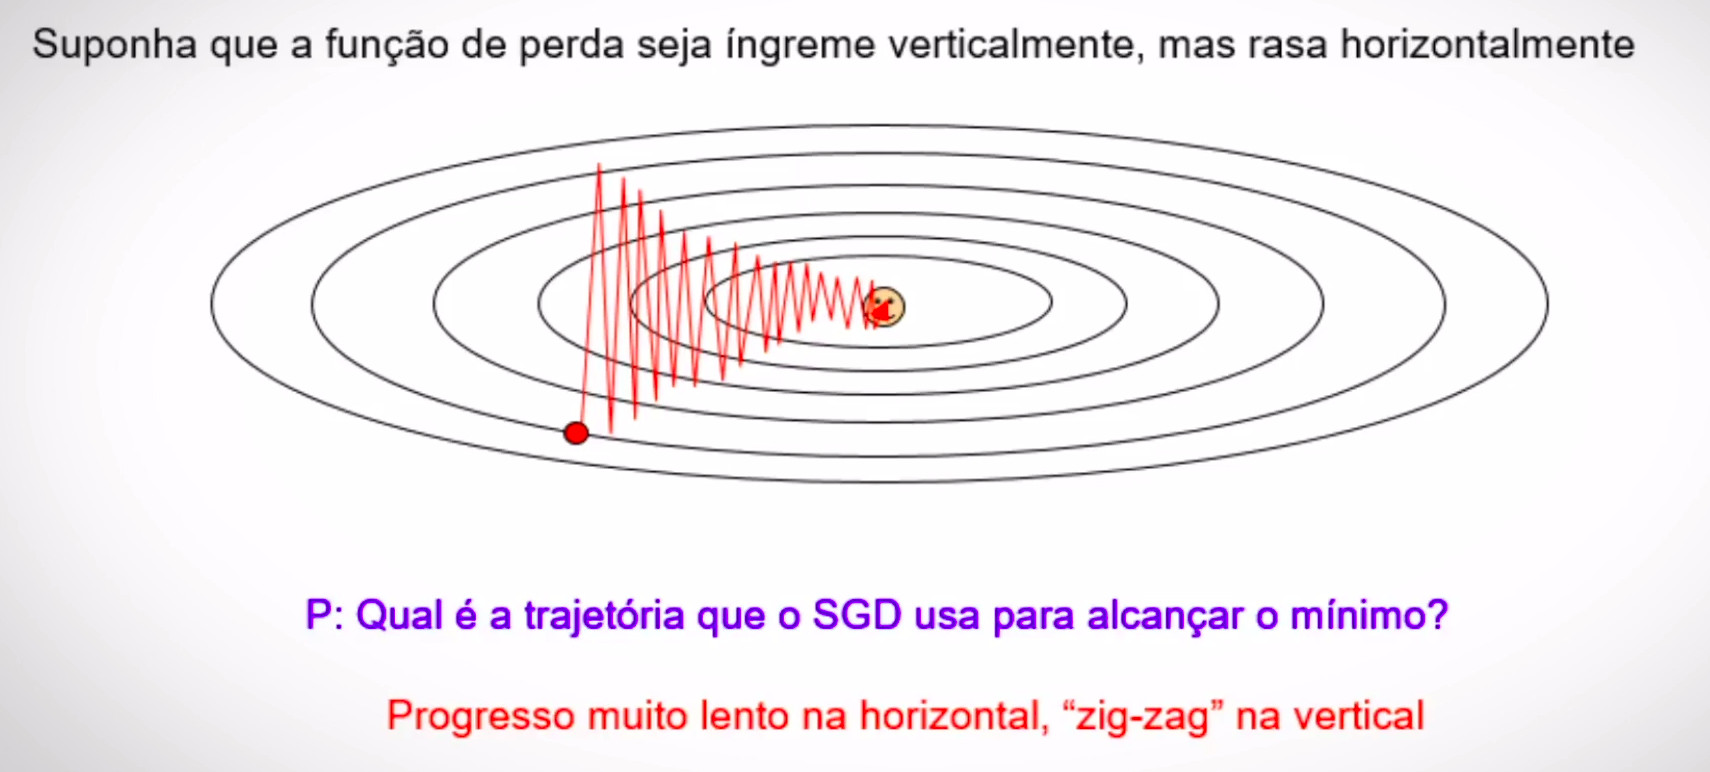 Suponha que a função de perda seja íngreme verticalmente, mas rasa horizontalmente
P: Qual é a trajetória que o SGD usa para alcançar o mínimo?
Progresso muito lento na horizontal, “zig-zag” na vertical